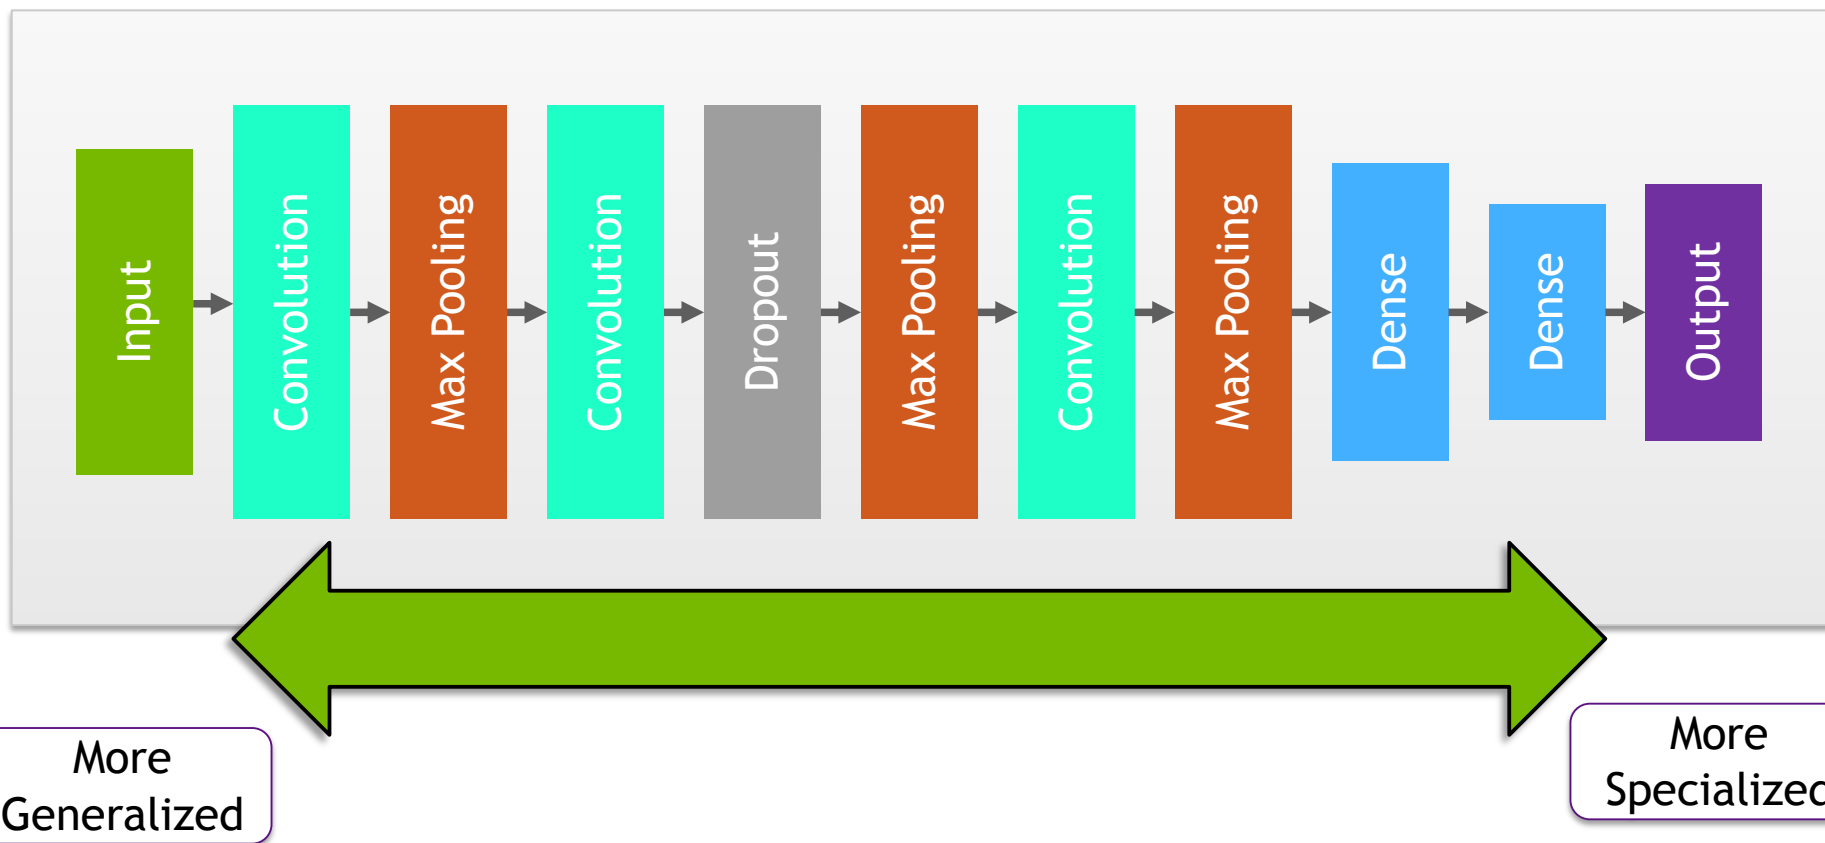 Input
Convolution
Max Pooling
Convolution
Dropout
Max Pooling
Convolution
Max Pooling
Dense
Dense
Output
More
Generalized
More
Specialized